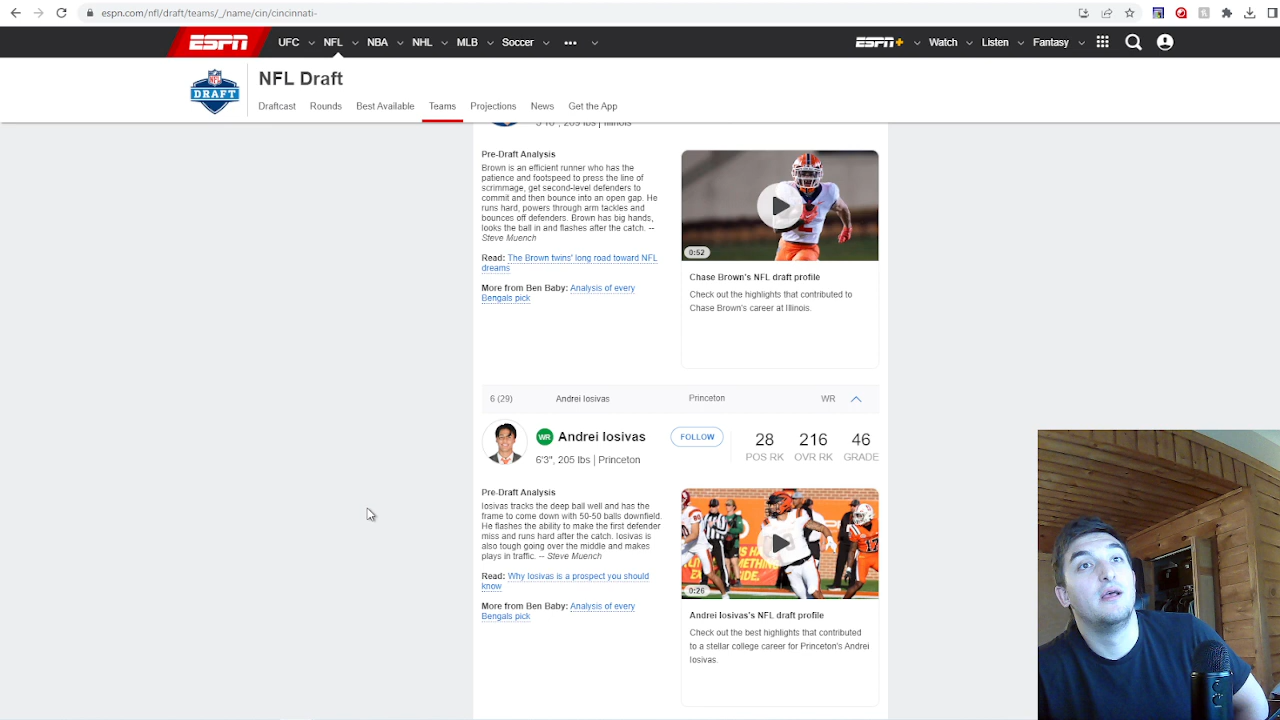 espn.com/nfl/draft/teams/_/name/cin/cincinnati-
ESPN
UFC
NFL
NBA
NHL
MLB
Soccer
•••
ESPN+
Watch
Listen
Fantasy
NFL
DRAFT
NFL Draft
Draftcast
Rounds
Best Available
Teams
Projections
News
Get the App
5'10", 209 lbs | Illinois
Pre-Draft Analysis
Brown is an efficient runner who has the
patience and footspeed to press the line of
scrimmage, get second-level defenders to
commit and then bounce into an open gap. He
runs hard, powers through arm tackles and
bounces off defenders. Brown has big hands,
looks the ball in and flashes after the catch. --
Steve Muench
Read: The Brown twins' long road toward NFL
dreams
More from Ben Baby: Analysis of every
Bengals pick
0:52
Chase Brown's NFL draft profile
Check out the highlights that contributed to
Chase Brown's career at Illinois.
6 (29)
Andrei Iosivas
Princeton
WR
WR Andrei Iosivas
6'3", 205 lbs | Princeton
FOLLOW
28
POS RK
216
OVR RK
46
GRADE
Pre-Draft Analysis
Iosivas tracks the deep ball well and has the
frame to come down with 50-50 balls downfield.
He flashes the ability to make the first defender
miss and runs hard after the catch. Iosivas is
also tough going over the middle and makes
plays in traffic. -- Steve Muench
Read: Why Iosivas is a prospect you should
know
More from Ben Baby: Analysis of every
Bengals pick
0:26
Andrei Iosivas's NFL draft profile
Check out the best highlights that contributed
to a stellar college career for Princeton's Andrei
Iosivas.